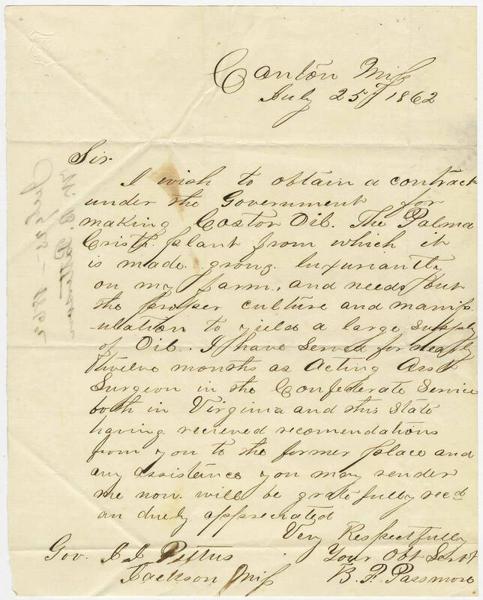 Canton Miss
July 25th 1862
Sir
I wish to obtain a contract
under the Government for
making Castor Oil. The Palma
Cristi plant from which it
is made grows luxuriantly
on my farm, and needs but
the proper culture and manip
ulation to yield a large supply
of Oil. I have served for nearly
twelve months as Acting Asst
Surgeon in the Confederate Service
both in Virginia and this State
having recieved recomendations
from you to the former place and
any assistance you may render
me now will be gratefully recd
an duely appreciated
Very Respectfully
Gov. J J Pettus Your Obt Servt
Jackson Miss B. F. Passmore